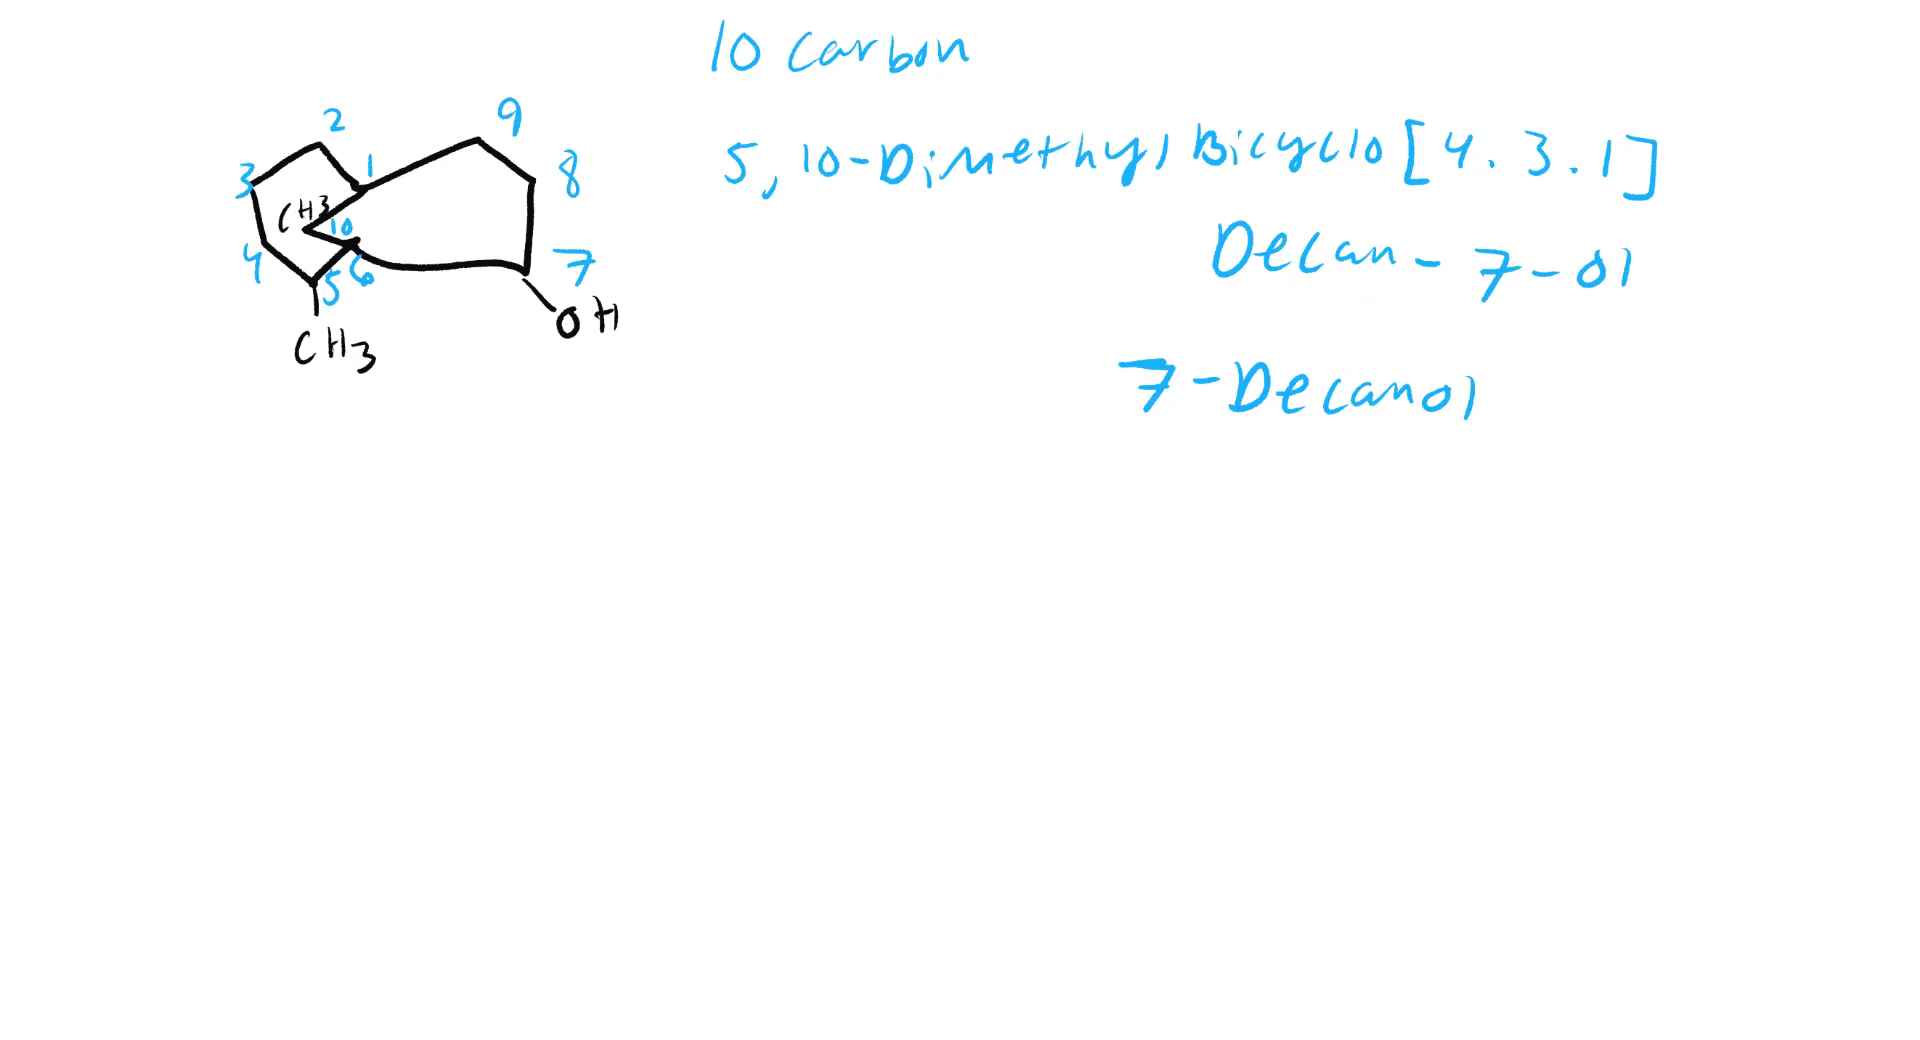 10 Carbon
5, 10-Dimethyl Bicyclo [4.3.1]
Decan-7-ol
7-Decanol
2
9
1
8
3
CH3
10
4
5
6
7
OH
CH3